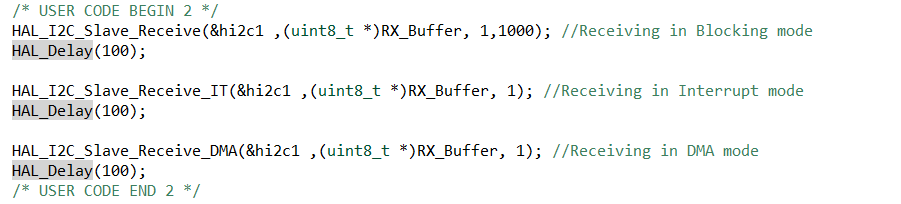 /* USER CODE BEGIN 2 */
HAL_I2C_Slave_Receive(&hi2c1 ,(uint8_t *)RX_Buffer, 1,1000); //Receiving in Blocking mode
HAL_Delay(100);
HAL_I2C_Slave_Receive_IT(&hi2c1 ,(uint8_t *)RX_Buffer, 1); //Receiving in Interrupt mode
HAL_Delay(100);
HAL_I2C_Slave_Receive_DMA(&hi2c1 ,(uint8_t *)RX_Buffer, 1); //Receiving in DMA mode
HAL_Delay(100);
/* USER CODE END 2 */